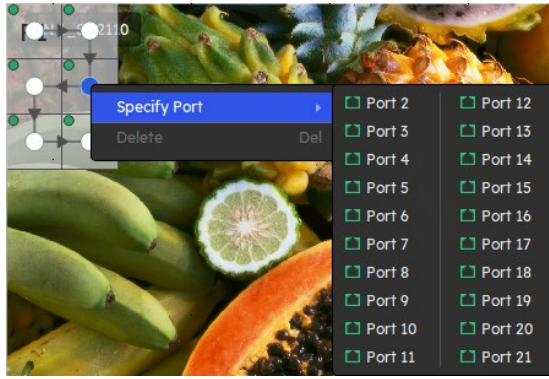 Specify Port
Delete Del
Port 2
Port 3
Port 4
Port 5
Port 6
Port 7
Port 8
Port 9
Port 10
Port 11
Port 12
Port 13
Port 14
Port 15
Port 16
Port 17
Port 18
Port 19
Port 20
Port 21